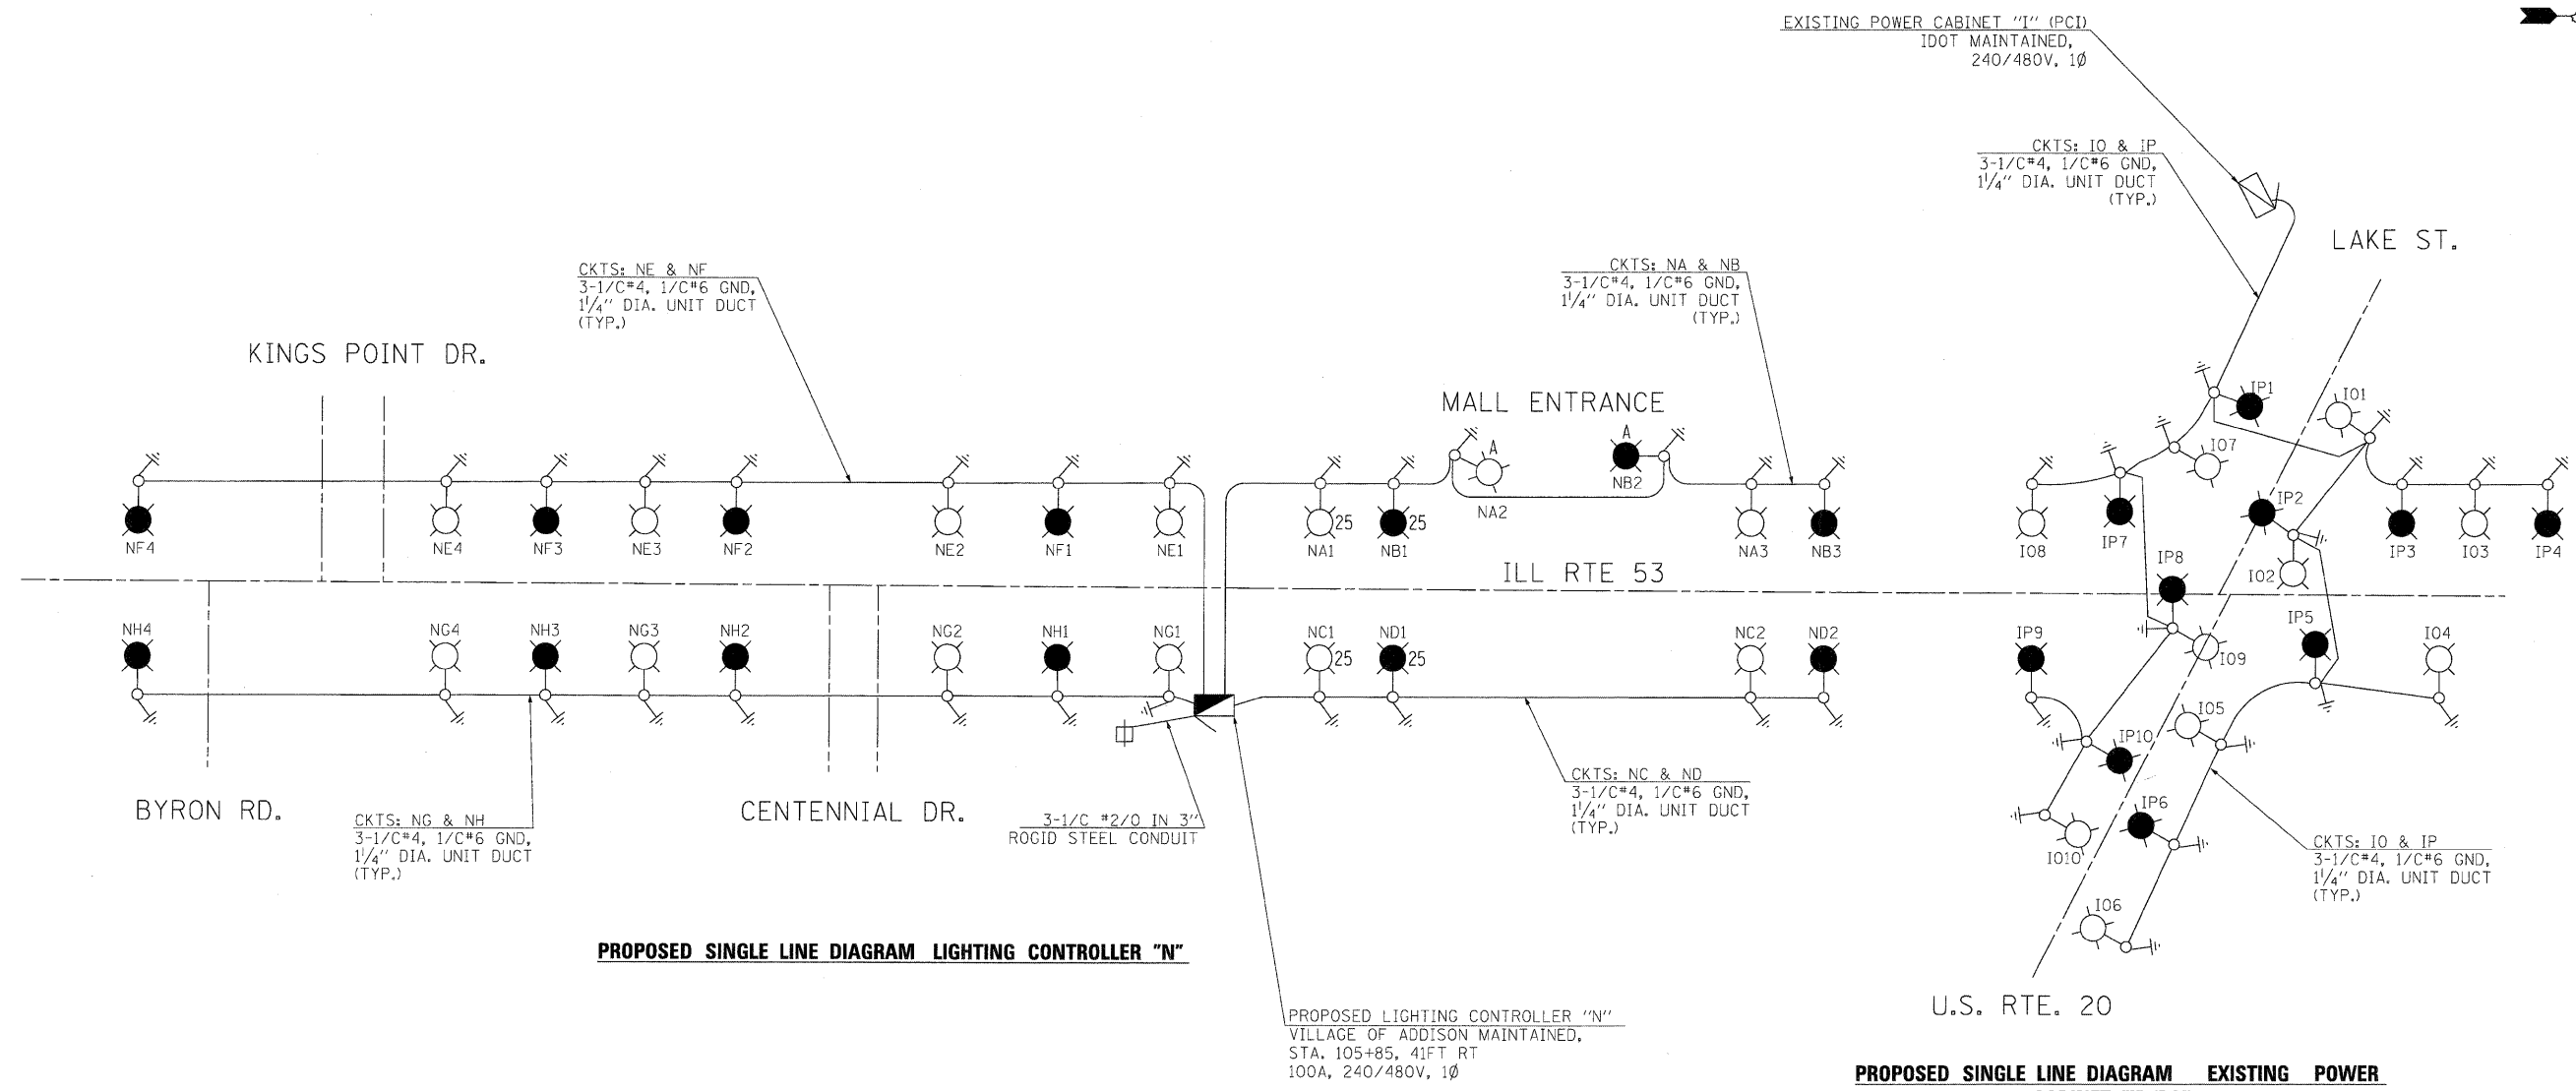 EXISTING POWER CABINET "I" (PCI)
IDOT MAINTAINED,
240/480V, 1Ø
CKTS: IO & IP
3-1/C#4, 1/C#6 GND,
1¼" DIA. UNIT DUCT
(TYP.)
LAKE ST.
CKTS: NE & NF
3-1/C#4, 1/C#6 GND,
1¼" DIA. UNIT DUCT
(TYP.)
CKTS: NA & NB
3-1/C#4, 1/C#6 GND,
1¼" DIA. UNIT DUCT
(TYP.)
KINGS POINT DR.
MALL ENTRANCE
IP1
IO1
A
A
IO7
NB2
NA2
IP2
NF4
NE4
NF3
NE3
NF2
NE2
NF1
NE1
25
NA1
25
NB1
NA3
NB3
IO8
IP7
IP8
IO2
IP3
IO3
IP4
ILL RTE 53
NH4
NG4
NH3
NG3
NH2
NG2
NH1
NG1
NC1
25
ND1
25
NC2
ND2
IP9
IO9
IP5
IO4
IO5
IP10
IP6
IO10
IO6
BYRON RD.
CKTS: NG & NH
3-1/C#4, 1/C#6 GND,
1¼" DIA. UNIT DUCT
(TYP.)
CENTENNIAL DR.
3-1/C #2/0 IN 3"
ROGID STEEL CONDUIT
CKTS: NC & ND
3-1/C#4, 1/C#6 GND,
1¼" DIA. UNIT DUCT
(TYP.)
CKTS: IO & IP
3-1/C#4, 1/C#6 GND,
1¼" DIA. UNIT DUCT
(TYP.)
PROPOSED SINGLE LINE DIAGRAM LIGHTING CONTROLLER "N"
U.S. RTE. 20
PROPOSED LIGHTING CONTROLLER "N"
VILLAGE OF ADDISON MAINTAINED,
STA. 105+85, 41FT RT
100A, 240/480V, 1Ø
PROPOSED SINGLE LINE DIAGRAM EXISTING POWER